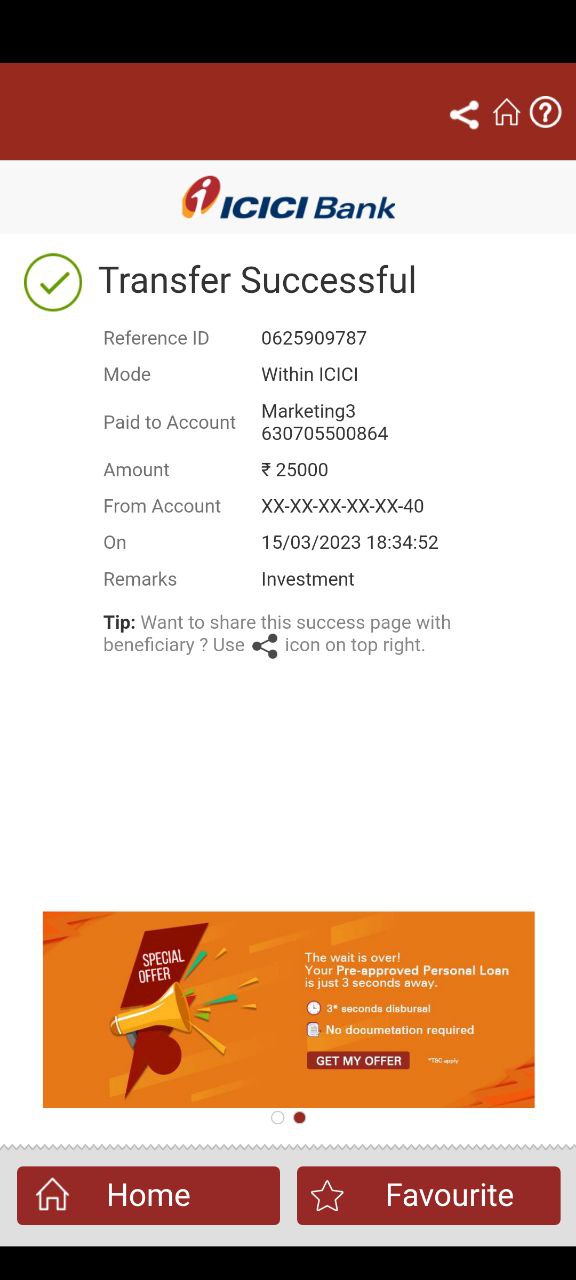 ICICI Bank
Transfer Successful
Reference ID 0625909787
Mode Within ICICI
Paid to Account Marketing3
630705500864
Amount ₹ 25000
From Account XX-XX-XX-XX-XX-40
On 15/03/2023 18:34:52
Remarks Investment
Tip: Want to share this success page with
beneficiary ? Use icon on top right.
SPECIAL
OFFER
The wait is over!
Your Pre-approved Personal Loan
is just 3 seconds away.
3* seconds disbursal
No documetation required
GET MY OFFER *T&C apply
Home Favourite